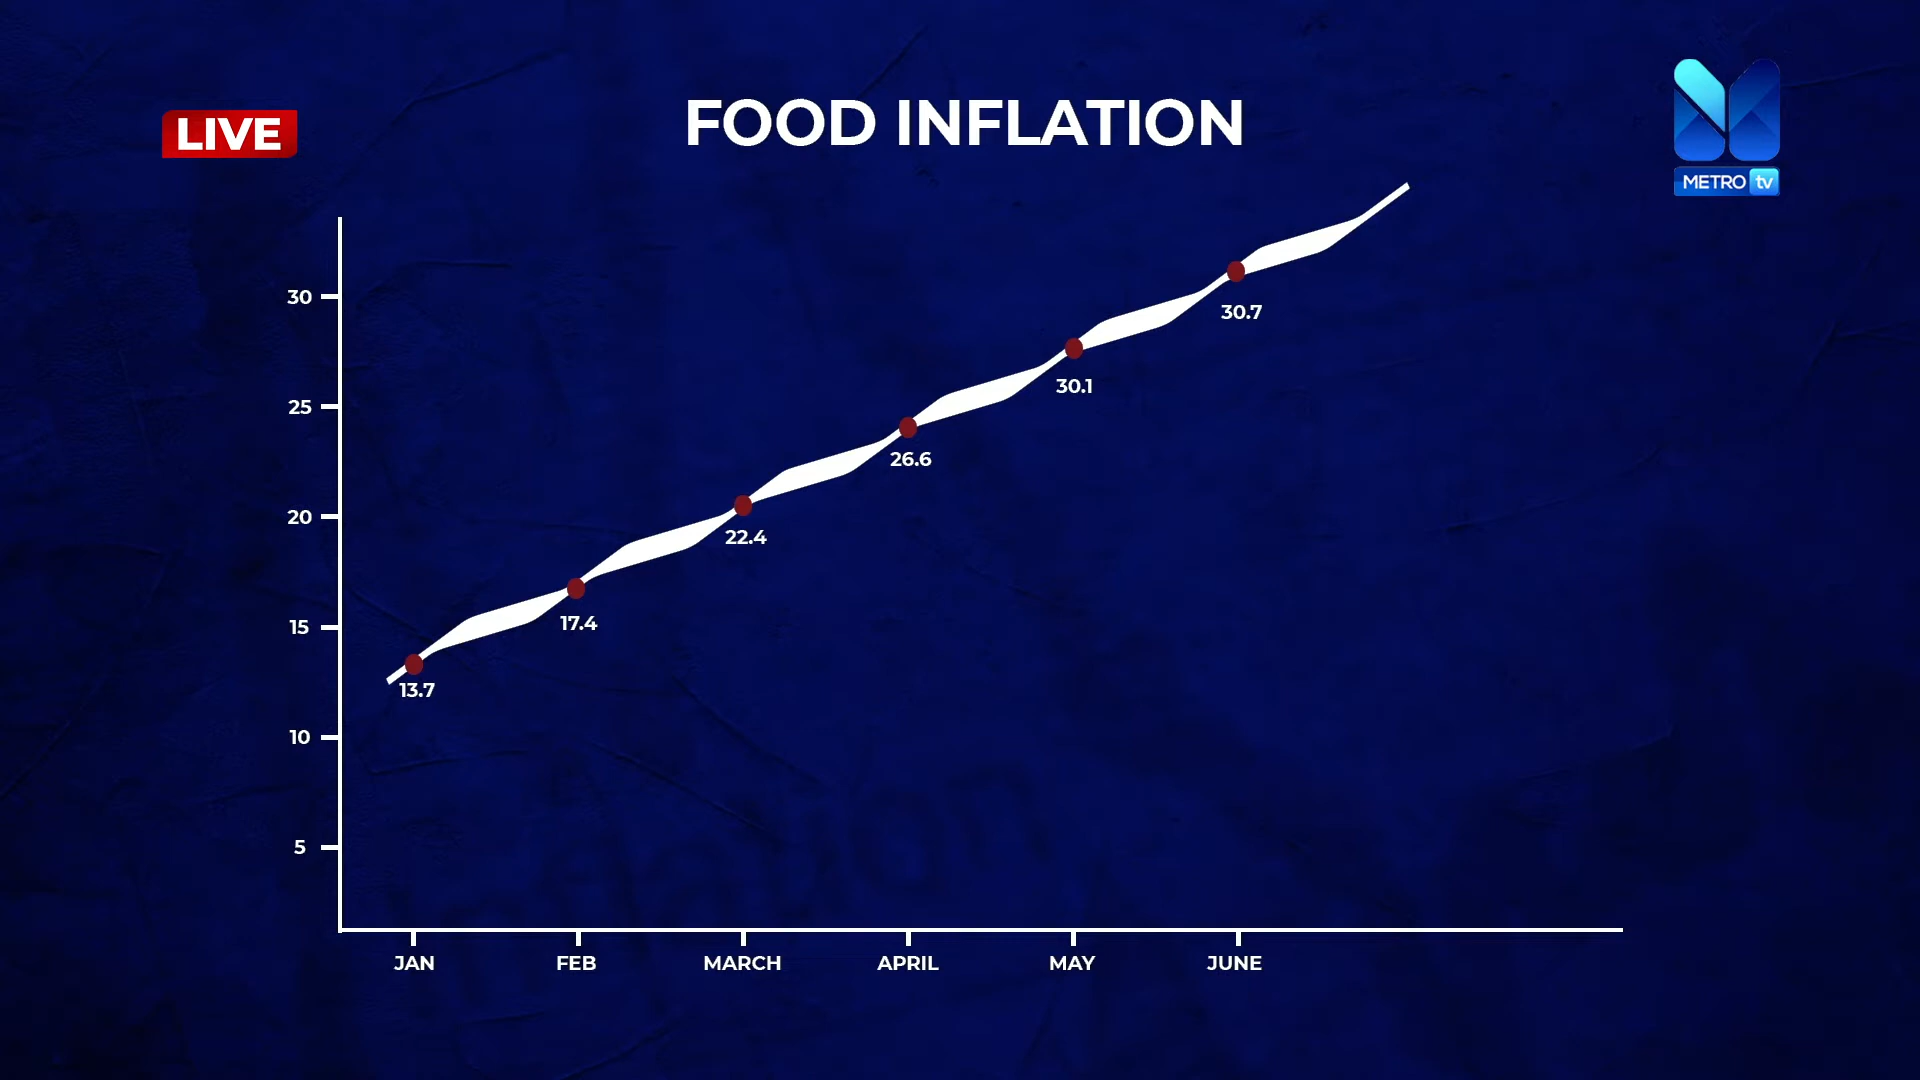 LIVE
FOOD INFLATION
METRO tv
30
25
20
15
10
5
13.7
17.4
22.4
26.6
30.1
30.7
JAN
FEB
MARCH
APRIL
MAY
JUNE